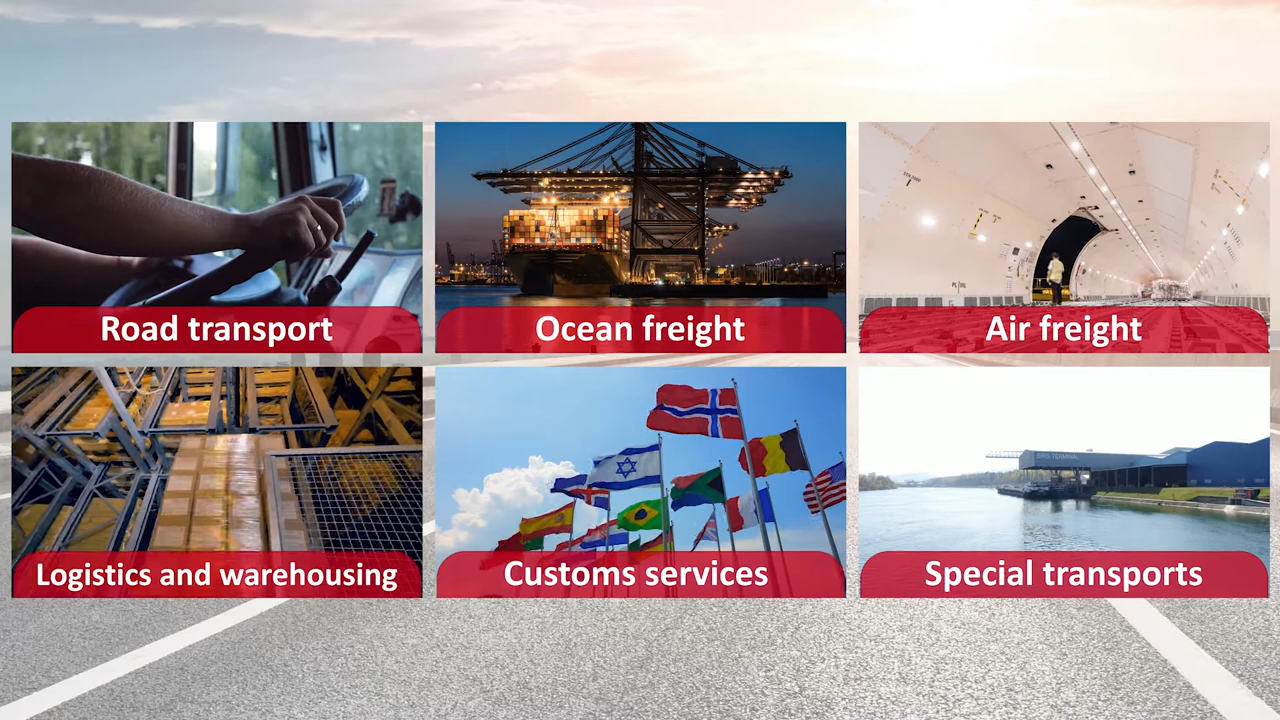 Road transport
Ocean freight
Air freight
Logistics and warehousing
Customs services
Special transports